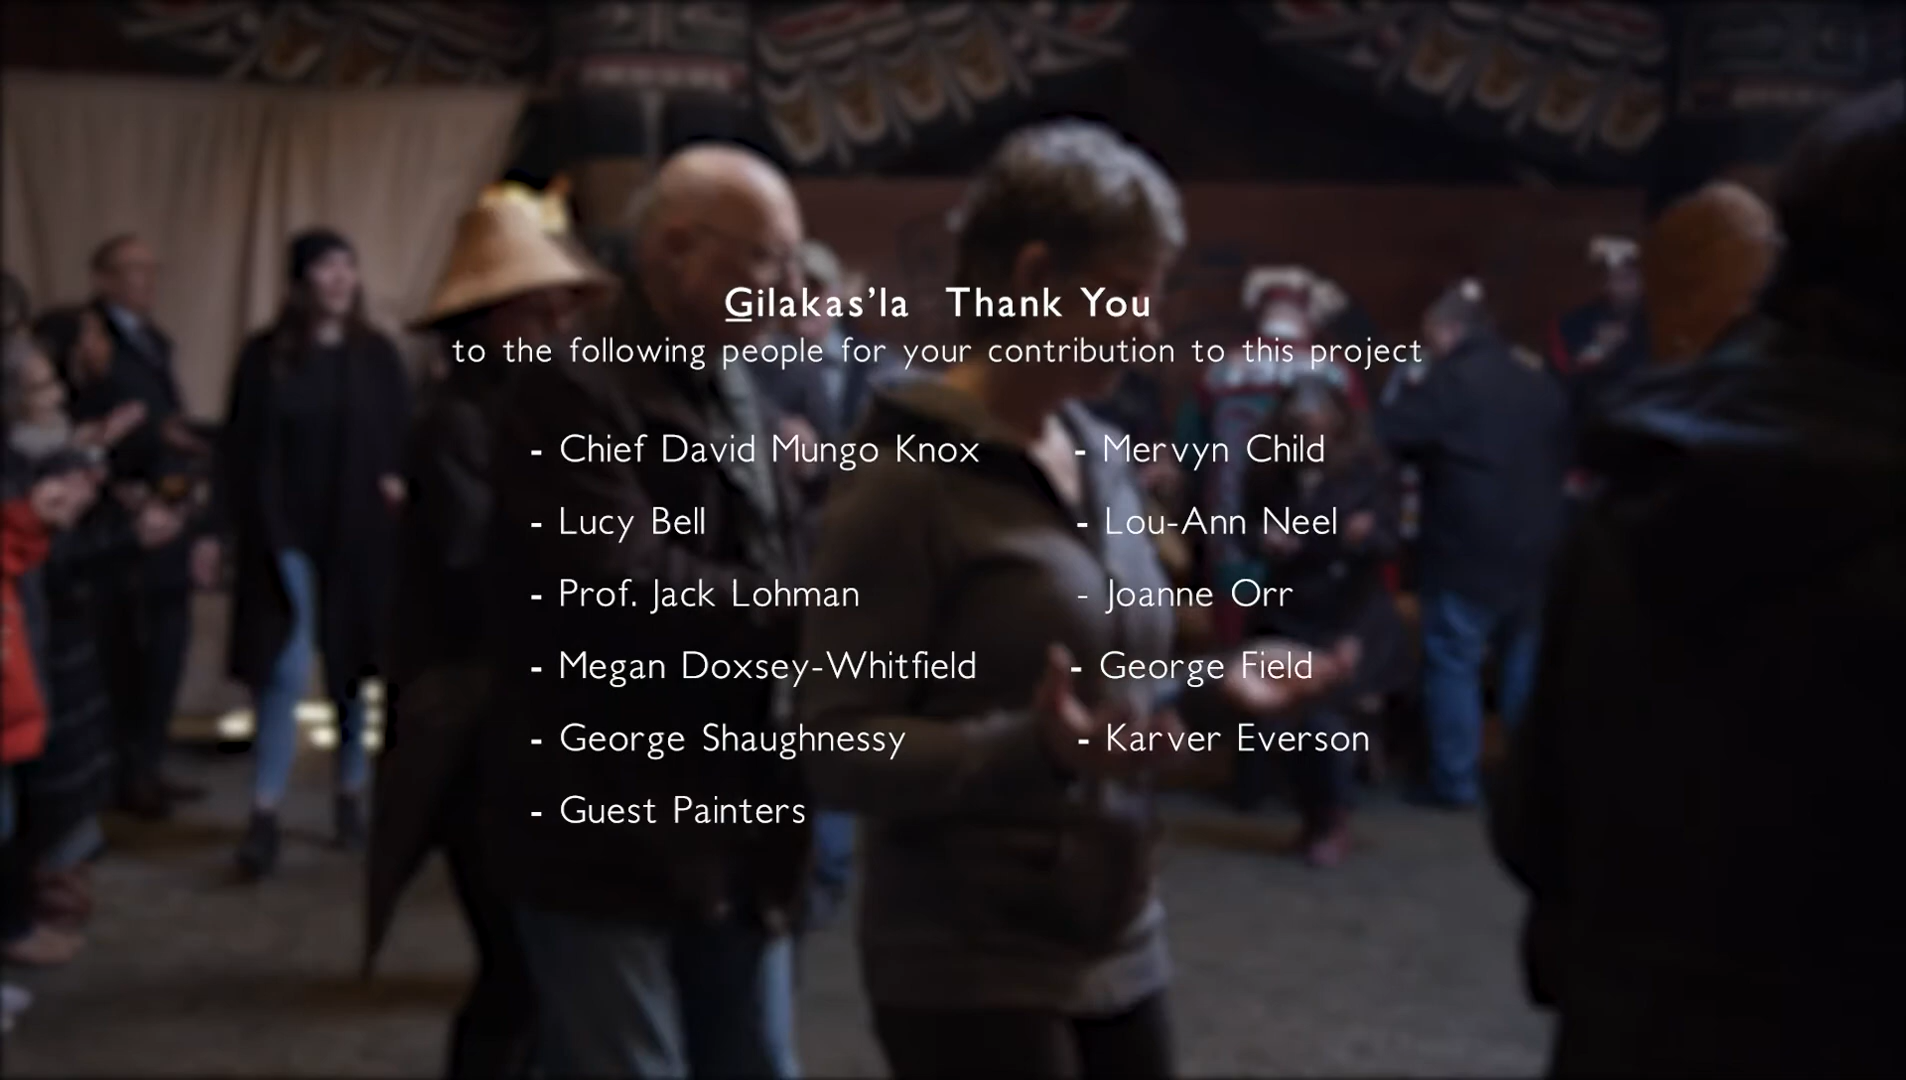 G̲ilakas’la Thank You
to the following people for your contribution to this project
- Chief David Mungo Knox
- Lucy Bell
- Prof. Jack Lohman
- Megan Doxsey-Whitfield
- George Shaughnessy
- Guest Painters
- Mervyn Child
- Lou-Ann Neel
- Joanne Orr
- George Field
- Karver Everson